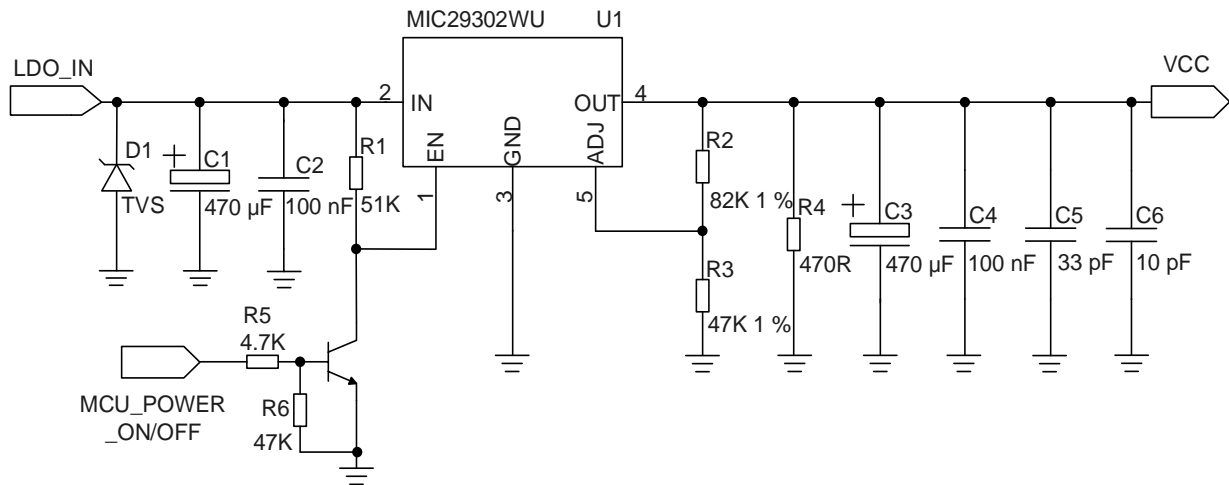 MIC29302WU U1
LDO_IN
VCC
2 IN
OUT 4
EN
GND
ADJ
1
3
5
D1
TVS
C1
470 µF
C2
100 nF
R1
51K
R2
82K 1 %
R3
47K 1 %
R4
470R
C3
470 µF
C4
100 nF
C5
33 pF
C6
10 pF
R5
4.7K
MCU_POWER
_ON/OFF
R6
47K